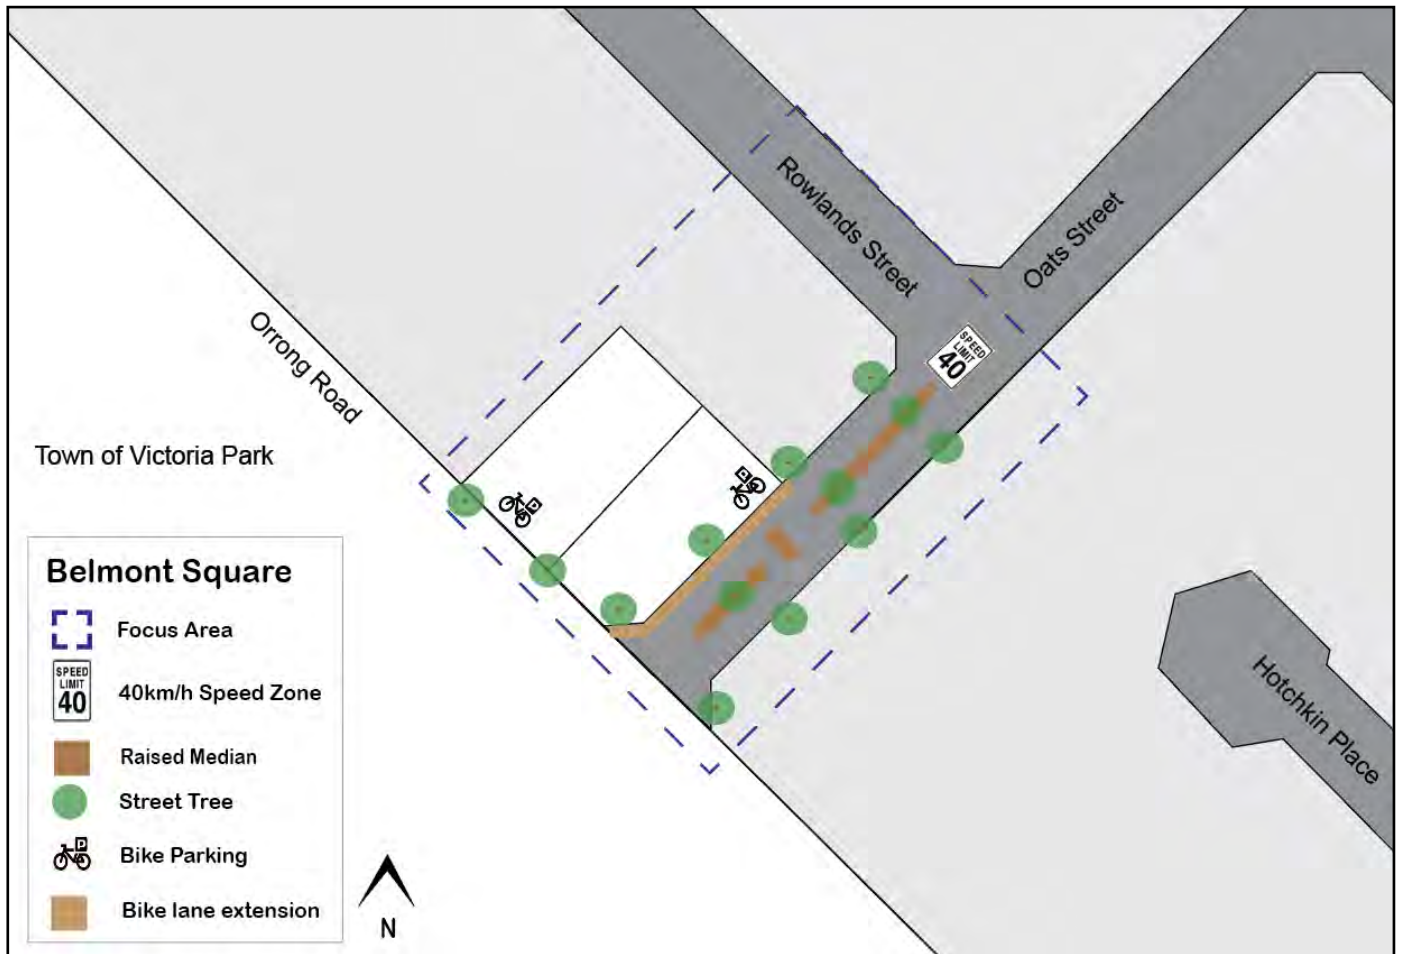 Rowlands Street
Oats Street
SPEED
LIMIT
40
Orrong Road
Town of Victoria Park
Hotchkin Place
Belmont Square
Focus Area
SPEED
LIMIT
40
40km/h Speed Zone
Raised Median
Street Tree
P
Bike Parking
Bike lane extension
N